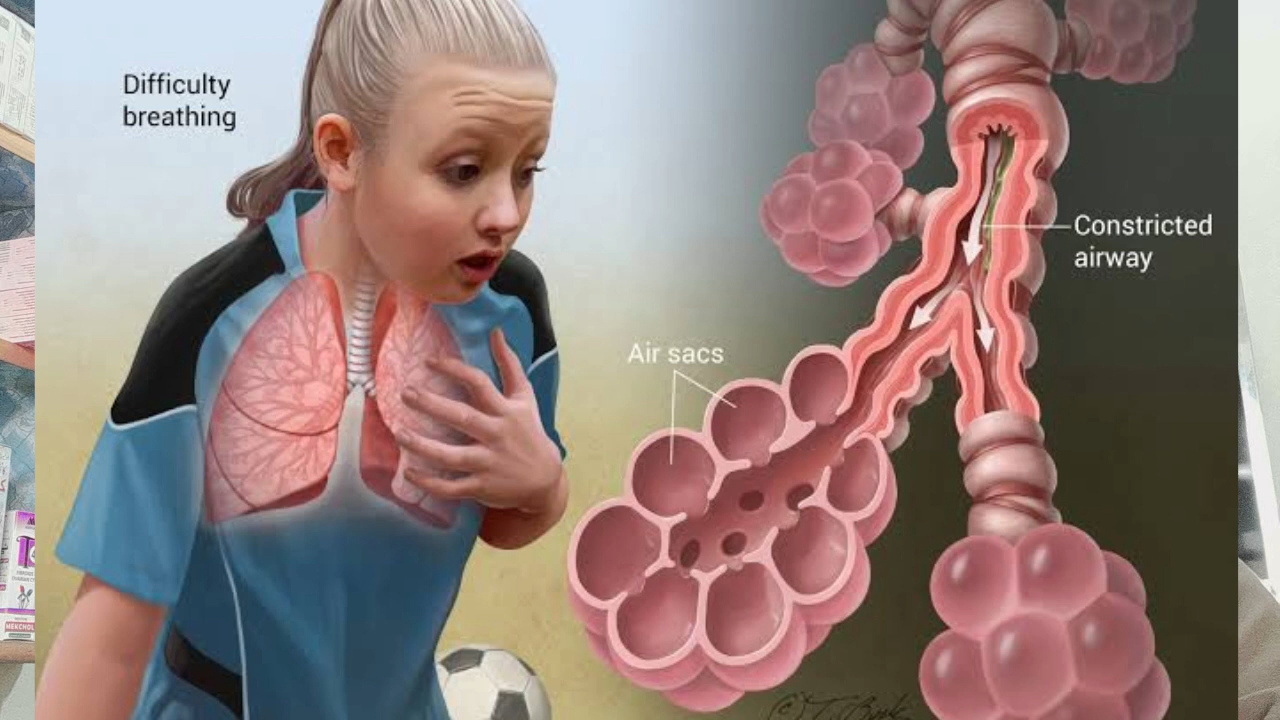 Difficulty
breathing
Constricted
airway
Air sacs